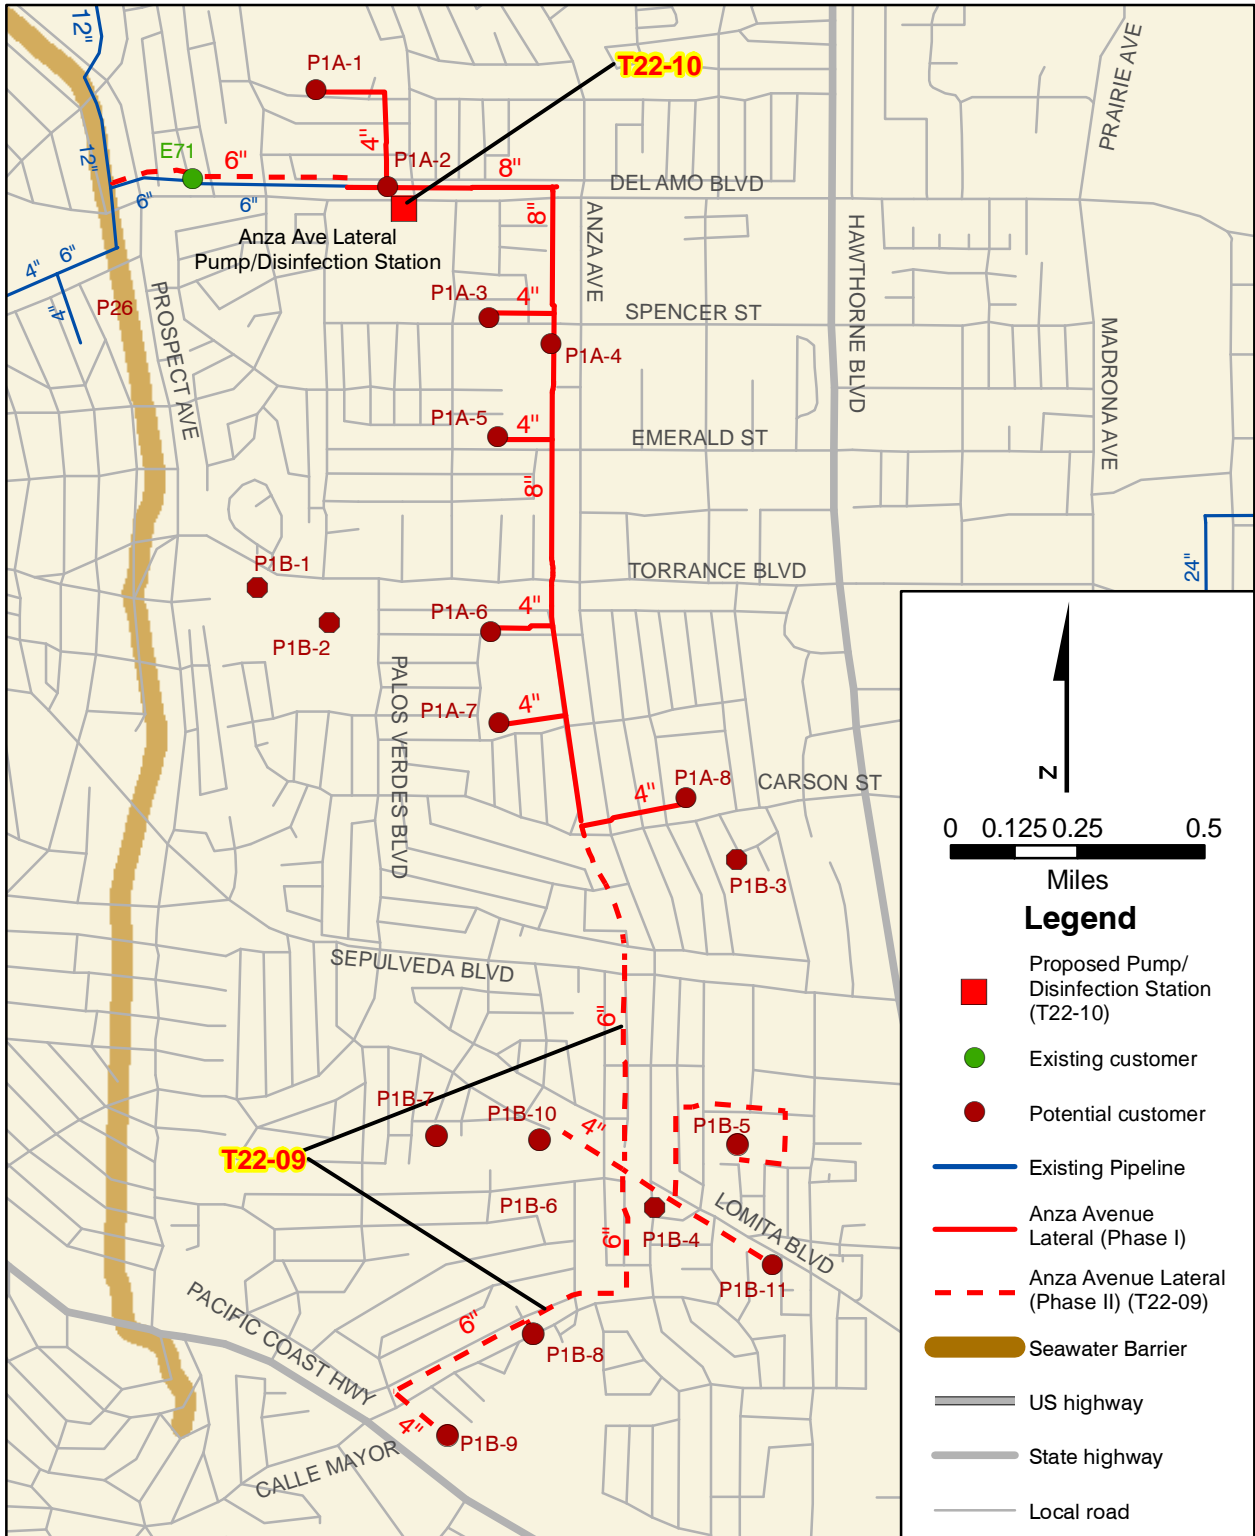 12"
P1A-1
T22-10
PRAIRIE AVE
4"
E71
6"
P1A-2
8"
12"
DEL AMO BLVD
6"
6"
8"
ANZA AVE
HAWTHORNE BLVD
Anza Ave Lateral
Pump/Disinfection Station
6"
4"
4"
P26
PROSPECT AVE
P1A-3
4"
SPENCER ST
MADRONA AVE
P1A-4
P1A-5
4"
EMERALD ST
8"
P1B-1
TORRANCE BLVD
24"
P1A-6
4"
P1B-2
PALOS VERDES BLVD
P1A-7
4"
P1A-8
4"
CARSON ST
P1B-3
SEPULVEDA BLVD
6"
P1B-7
P1B-10
4"
P1B-5
T22-09
P1B-6
6"
P1B-4
LOMITA BLVD
P1B-11
PACIFIC COAST HWY
6"
P1B-8
4"
P1B-9
CALLE MAYOR
N
0 0.125 0.25 0.5
Miles
Legend
Proposed Pump/
Disinfection Station
(T22-10)
Existing customer
Potential customer
Existing Pipeline
Anza Avenue
Lateral (Phase I)
Anza Avenue Lateral
(Phase II) (T22-09)
Seawater Barrier
US highway
State highway
Local road